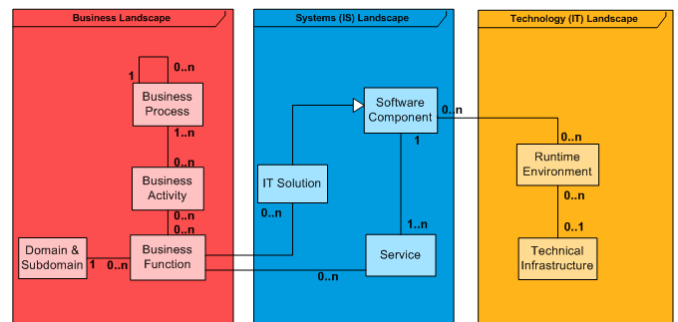 Business Landscape
Systems (IS) Landscape
Technology (IT) Landscape
1
0..n
Business
Process
1..n
0..n
Business
Activity
0..n
0..n
Domain &
Subdomain
1
0..n
Business
Function
Software
Component
0..n
1
IT Solution
0..n
1..n
Service
0..n
0..n
Runtime
Environment
0..n
0..1
Technical
Infrastructure